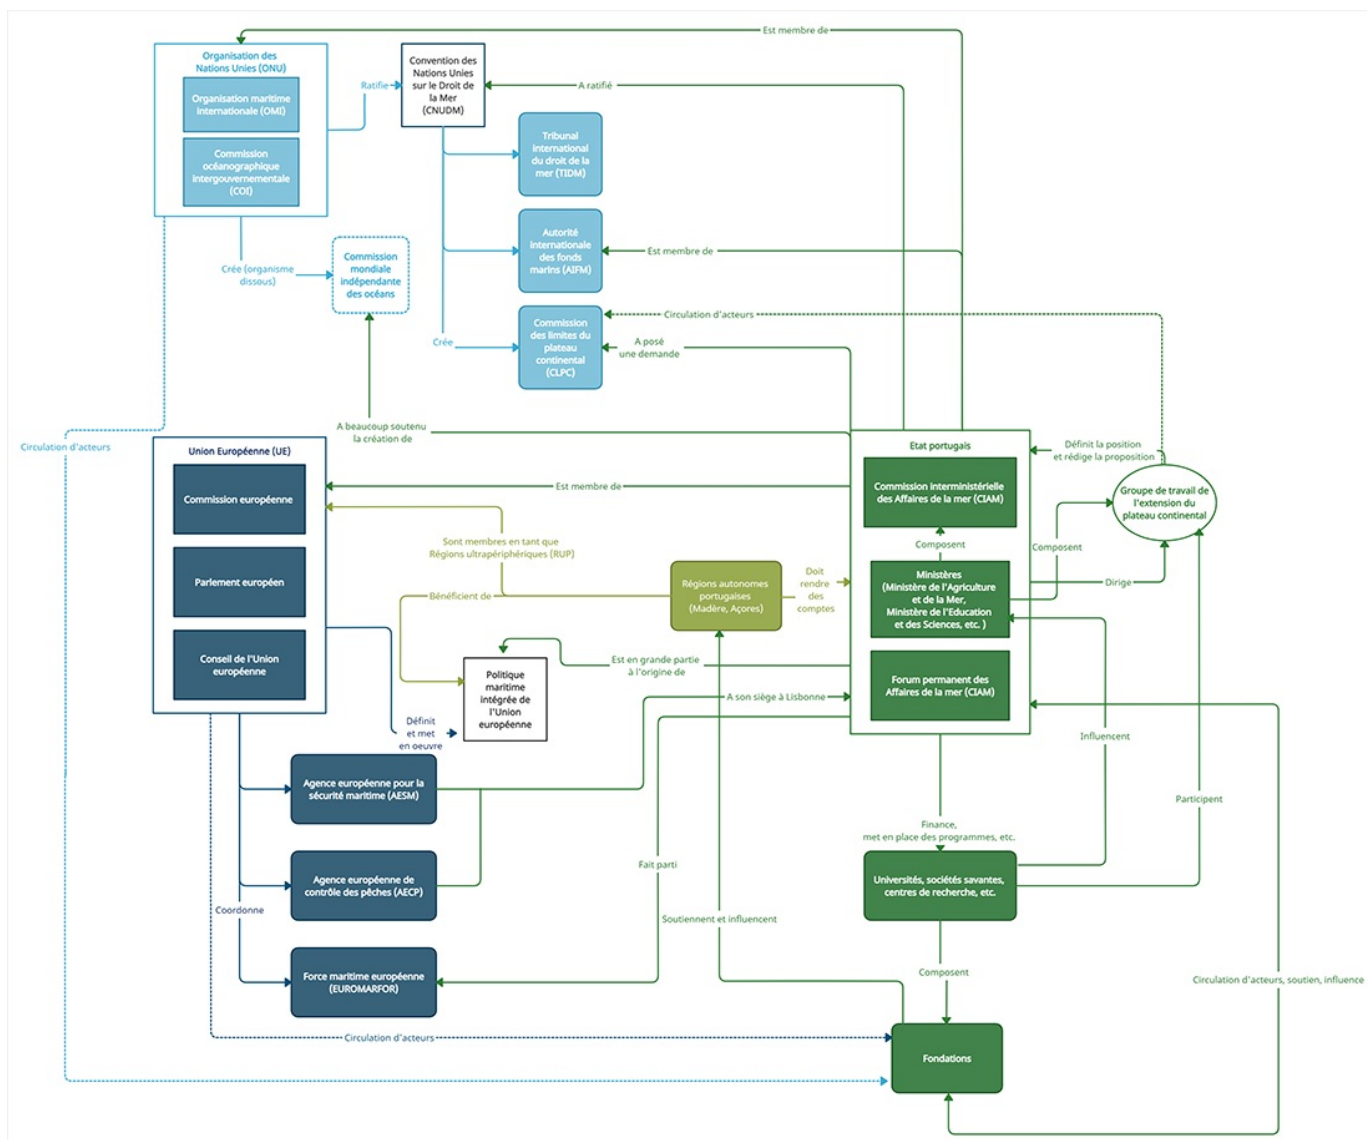 Est membre de
Organisation des
Nations Unies (ONU)
Organisation maritime
internationale (OMI)
Commission
océanographique
intergouvernementale
(COI)
Ratifie
Convention des
Nations Unies
sur le Droit de
la Mer
(CNUDM)
A ratifié
Tribunal
international
du droit de la
mer (TIDM)
Autorité
internationale
des fonds
marins (AIFM)
Est membre de
Crée (organisme
dissous)
Commission
mondiale
indépendante
des océans
Circulation d'acteurs
Crée
Commission
des limites du
plateau
continental
(CLPC)
A posé
une demande
A beaucoup soutenu
la création de
Circulation d'acteurs
Union Européenne (UE)
Commission européenne
Parlement européen
Conseil de l'Union
européenne
Est membre de
Sont membres en tant que
Régions ultrapériphériques (RUP)
Bénéficient de
Régions autonomes
portugaises
(Madère, Açores)
Doit
rendre
des
comptes
Etat portugais
Commission interministérielle
des Affaires de la mer (CIAM)
Composent
Ministères
(Ministère de l'Agriculture
et de la Mer,
Ministère de l'Education
et des Sciences, etc. )
Forum permanent des
Affaires de la mer (CIAM)
Définit la position
et rédige la proposition
Groupe de travail de
l'extension du
plateau continental
Composent
Dirige
Est en grande partie
à l'origine de
Politique
maritime
intégrée de
l'Union
européenne
A son siège à Lisbonne
Définit
et met
en oeuvre
Influencent
Agence européenne pour la
sécurité maritime (AESM)
Participent
Finance,
met en place des programmes, etc.
Agence européenne de
contrôle des pêches (AECP)
Fait parti
Universités, sociétés savantes,
centres de recherche, etc.
Coordonne
Soutiennent et influencent
Force maritime européenne
(EUROMARFOR)
Composent
Circulation d'acteurs, soutien, influence
Circulation d'acteurs
Fondations